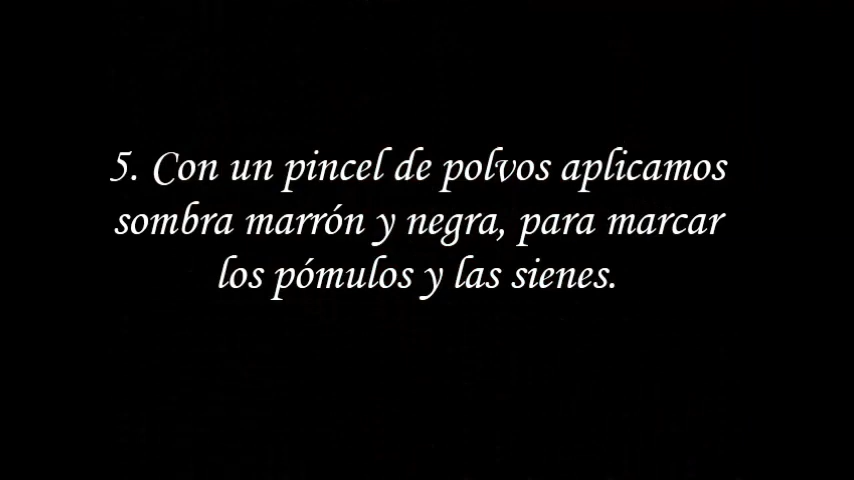 5. Con un pincel de polvos aplicamos
sombra marrón y negra, para marcar
los pómulos y las sienes.